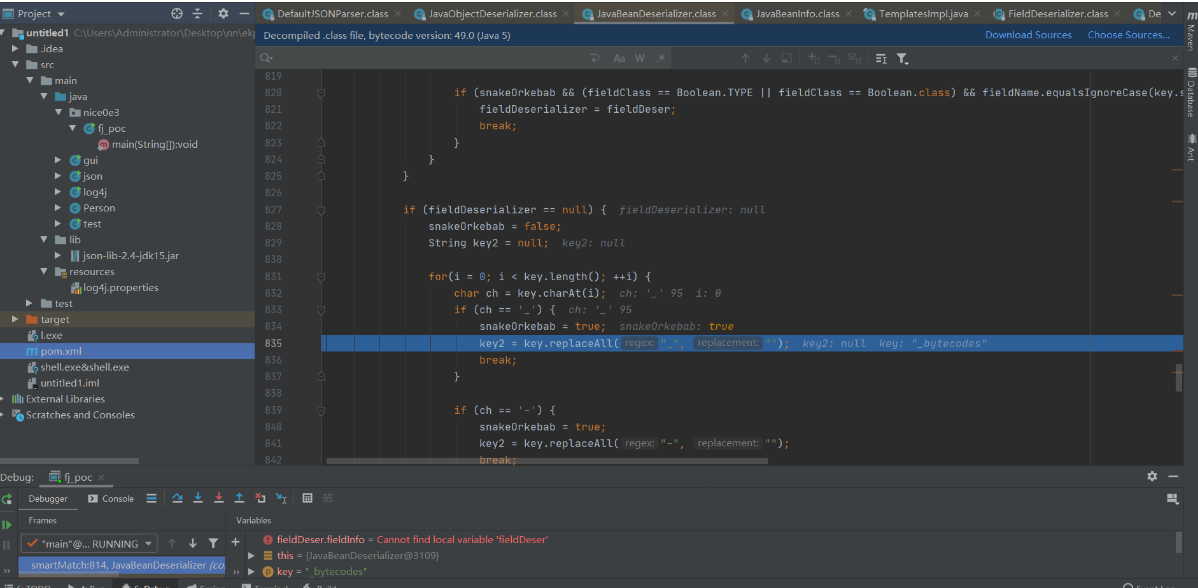 Project
DefaultJSONParser.class
JavaObjectDeserializer.class
JavaBeanDeserializer.class
JavaBeanInfo.class
TemplatesImpl.java
FieldDeserializer.class
De
untitled1 C:\Users\Administrator\Desktop\nn\ekp
.idea
src
main
java
nice0e3
fj_poc
main(String[]):void
gui
json
log4j
Person
test
lib
json-lib-2.4-jdk15.jar
resources
log4j.properties
test
target
l.exe
pom.xml
shell.exe&shell.exe
untitled1.iml
External Libraries
Scratches and Consoles
Decompiled .class file, bytecode version: 49.0 (Java 5)
Download Sources
Choose Sources...
Aa W .*
819
820 if (snakeOrkebab && (fieldClass == Boolean.TYPE || fieldClass == Boolean.class) && fieldName.equalsIgnoreCase(key.s
821 fieldDeserializer = fieldDeser;
822 break;
823 }
824 }
825 }
826
827 if (fieldDeserializer == null) { fieldDeserializer: null
828 snakeOrkebab = false;
829 String key2 = null; key2: null
830
831 for(i = 0; i < key.length(); ++i) {
832 char ch = key.charAt(i); ch: '_' 95 i: 0
833 if (ch == '_') { ch: '_' 95
834 snakeOrkebab = true; snakeOrkebab: true
835 key2 = key.replaceAll( regex: "_", replacement: ""); key2: null key: "_bytecodes"
836 break;
837 }
838
839 if (ch == '-') {
840 snakeOrkebab = true;
841 key2 = key.replaceAll( regex: "-", replacement: "");
842 break;
Maven
Database
Ant
Debug: fj_poc
Debugger
Console
Frames
Variables
"main"@... RUNNING
smartMatch:814, JavaBeanDeserializer (co
fieldDeser.fieldInfo = Cannot find local variable 'fieldDeser'
this = {JavaBeanDeserializer@3109}
key = "_bytecodes"